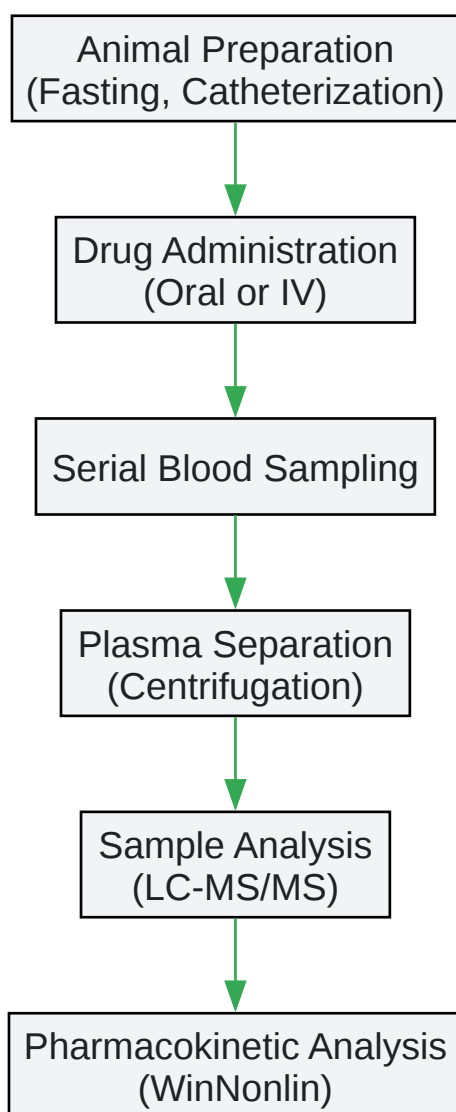 Animal Preparation
(Fasting, Catheterization)
Drug Administration
(Oral or IV)
Serial Blood Sampling
Plasma Separation
(Centrifugation)
Sample Analysis
(LC-MS/MS)
Pharmacokinetic Analysis
(WinNonlin)